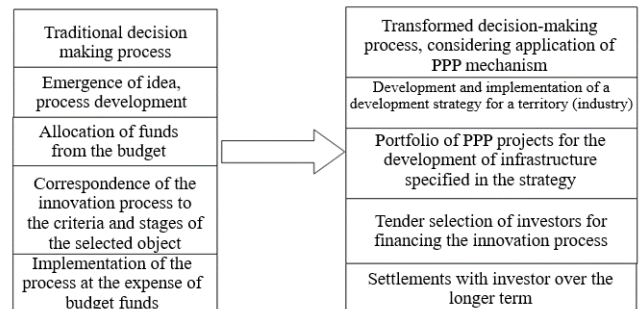 Traditional decision
making process
Emergence of idea,
process development
Allocation of funds
from the budget
Correspondence of the
innovation process to
the criteria and stages of
the selected object
Implementation of the
process at the expense of
budget funds
Transformed decision-making
process, considering application of
PPP mechanism
Development and implementation of a
development strategy for a territory (industry)
Portfolio of PPP projects for the
development of infrastructure
specified in the strategy
Tender selection of investors for
financing the innovation process
Settlements with investor over the
longer term